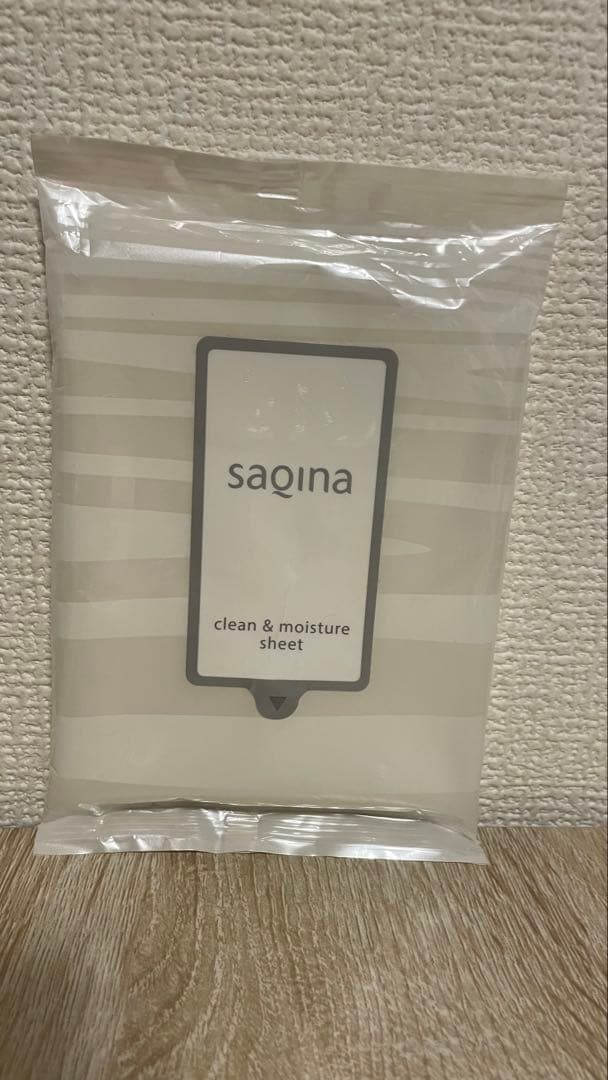 saqina
clean & moisture
sheet